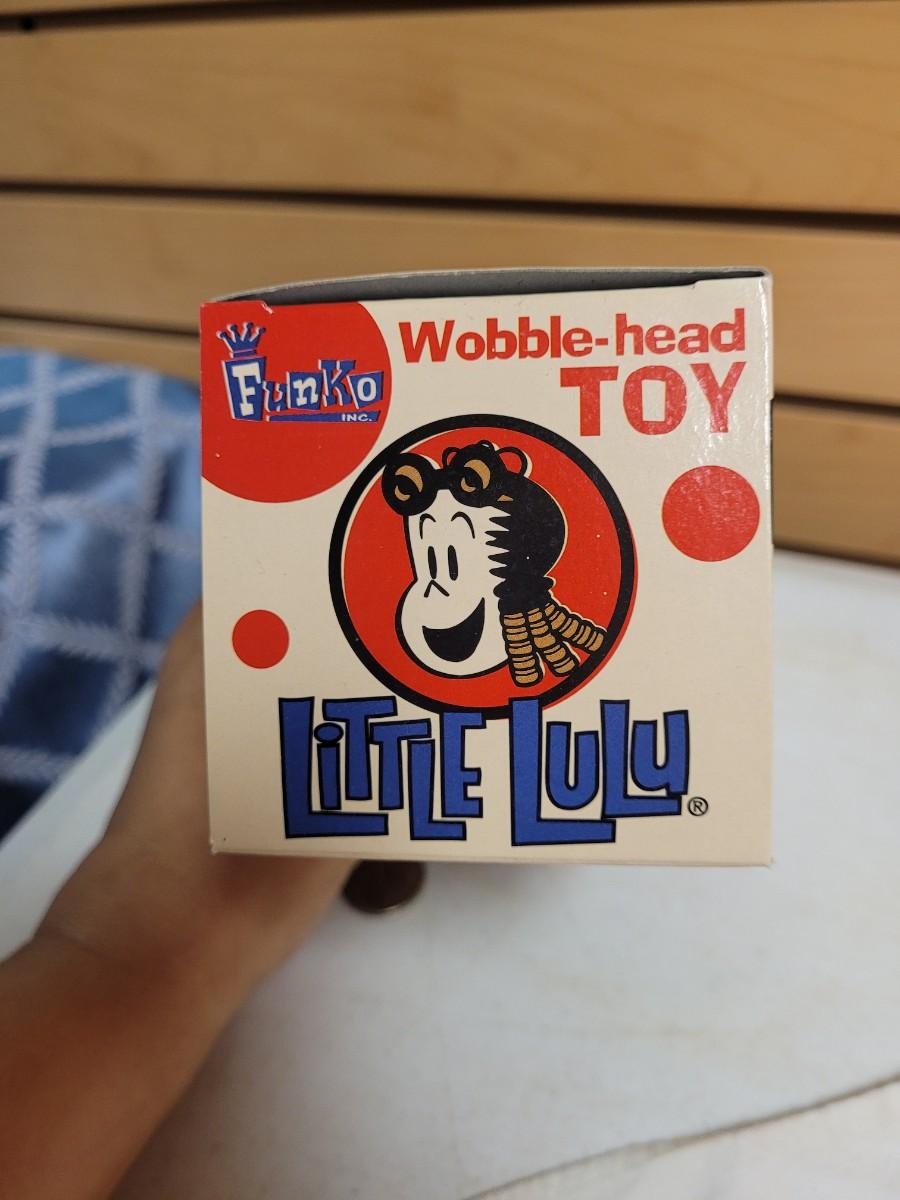 Funko
INC.
Wobble-head
TOY
LiTTLE LULU®